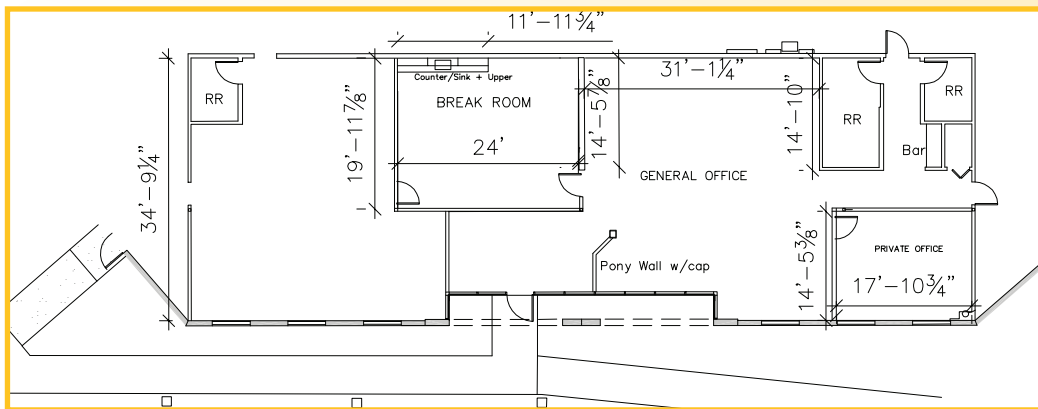 11'-11¾"
Counter/Sink + Upper
31'-1¼"
RR
BREAK ROOM
14'-5⅞"
14'-10"
RR
RR
19'-11⅞"
34'-9¼"
24'
Bar
GENERAL OFFICE
PRIVATE OFFICE
Pony Wall w/cap
14'-5⅜"
17'-10¾"